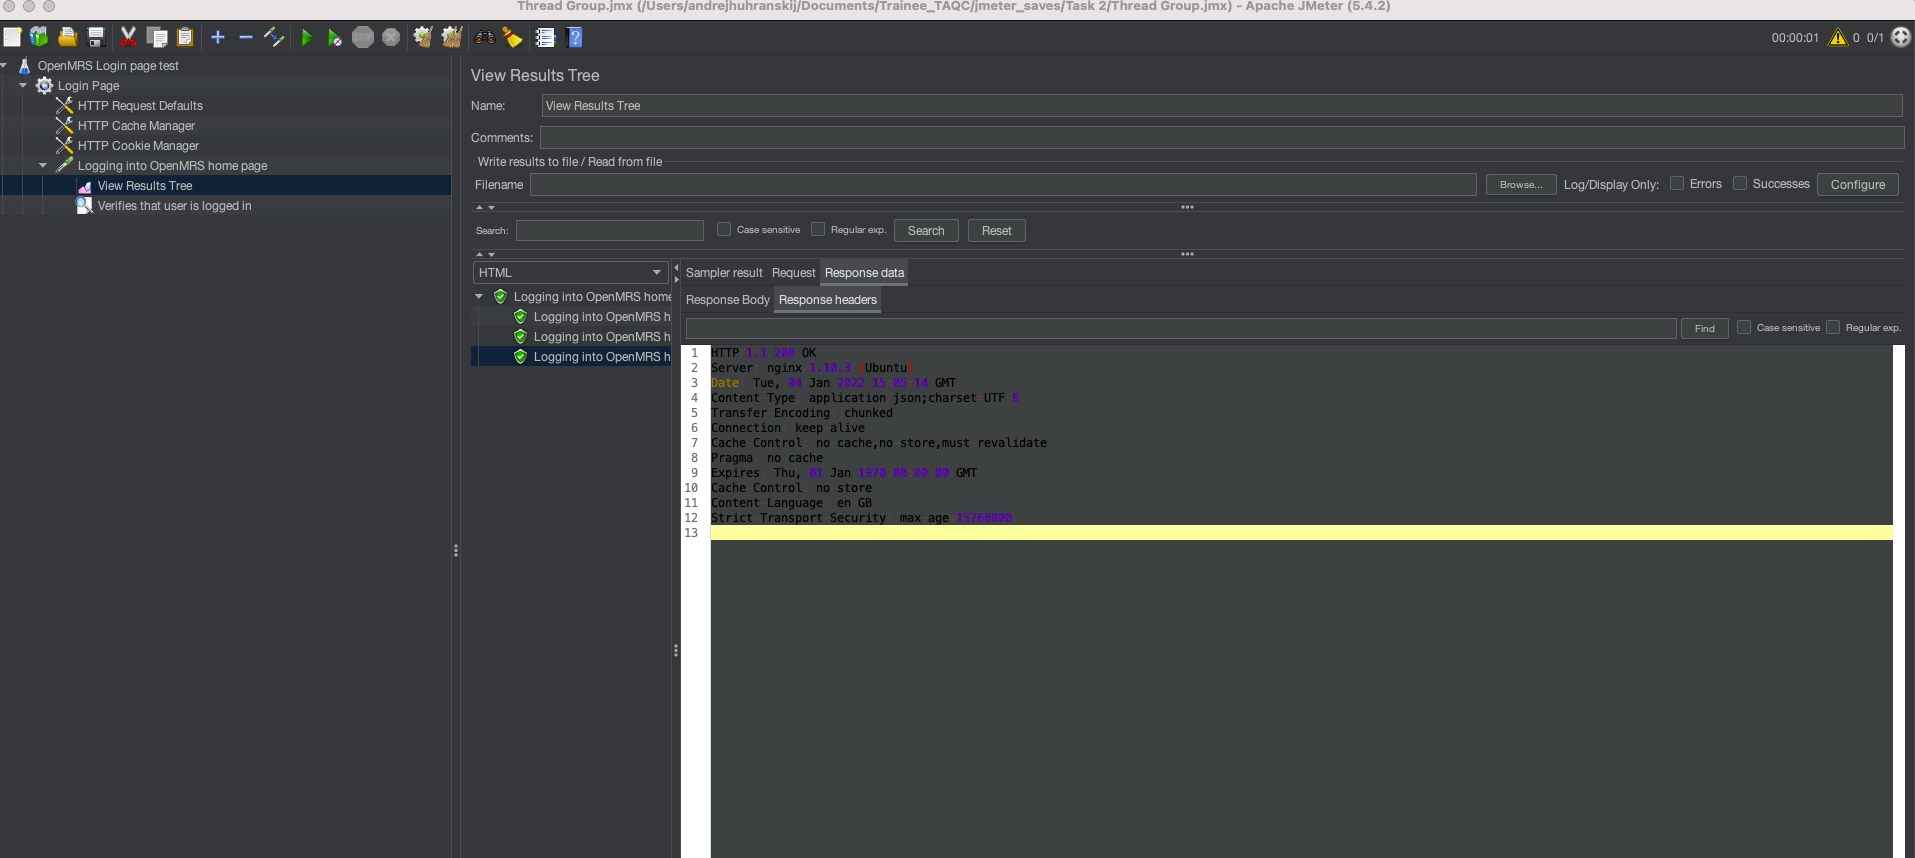 Thread Group.jmx (/Users/andrejhuhranskij/Documents/Trainee_TAQC/jmeter_saves/Task 2/Thread Group.jmx) - Apache JMeter (5.4.2)
STOP
00:00:01 0 0/1
OpenMRS Login page test
Login Page
HTTP Request Defaults
HTTP Cache Manager
HTTP Cookie Manager
Logging into OpenMRS home page
View Results Tree
Verifies that user is logged in
View Results Tree
Name: View Results Tree
Comments:
Write results to file / Read from file
Filename Browse... Log/Display Only: Errors Successes Configure
Search: Case sensitive Regular exp. Search Reset
HTML
Logging into OpenMRS home
Logging into OpenMRS h
Logging into OpenMRS h
Logging into OpenMRS h
Sampler result Request Response data
Response Body Response headers
Find Case sensitive Regular exp.
1 HTTP/1.1 200 OK
2 Server: nginx/1.10.3 (Ubuntu)
3 Date: Tue, 04 Jan 2022 15:05:14 GMT
4 Content-Type: application/json;charset=UTF-8
5 Transfer-Encoding: chunked
6 Connection: keep-alive
7 Cache-Control: no-cache,no-store,must-revalidate
8 Pragma: no-cache
9 Expires: Thu, 01 Jan 1970 00:00:00 GMT
10 Cache-Control: no-store
11 Content-Language: en-GB
12 Strict-Transport-Security: max-age=15768000
13